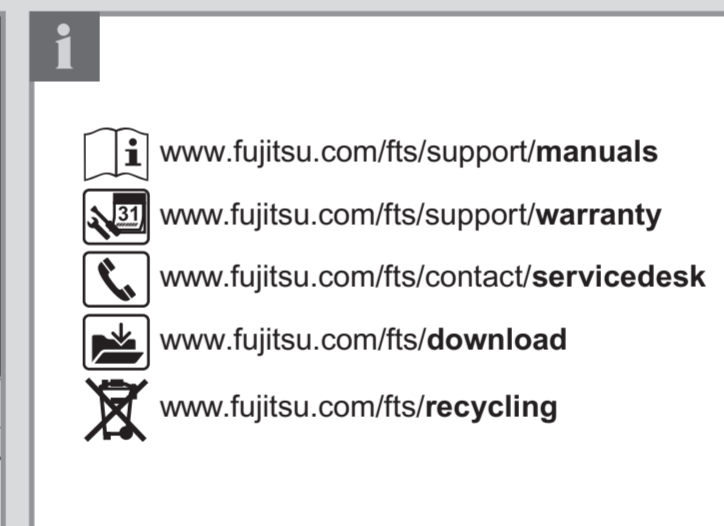 i
i www.fujitsu.com/fts/support/manuals
31 www.fujitsu.com/fts/support/warranty
www.fujitsu.com/fts/contact/servicedesk
www.fujitsu.com/fts/download
www.fujitsu.com/fts/recycling